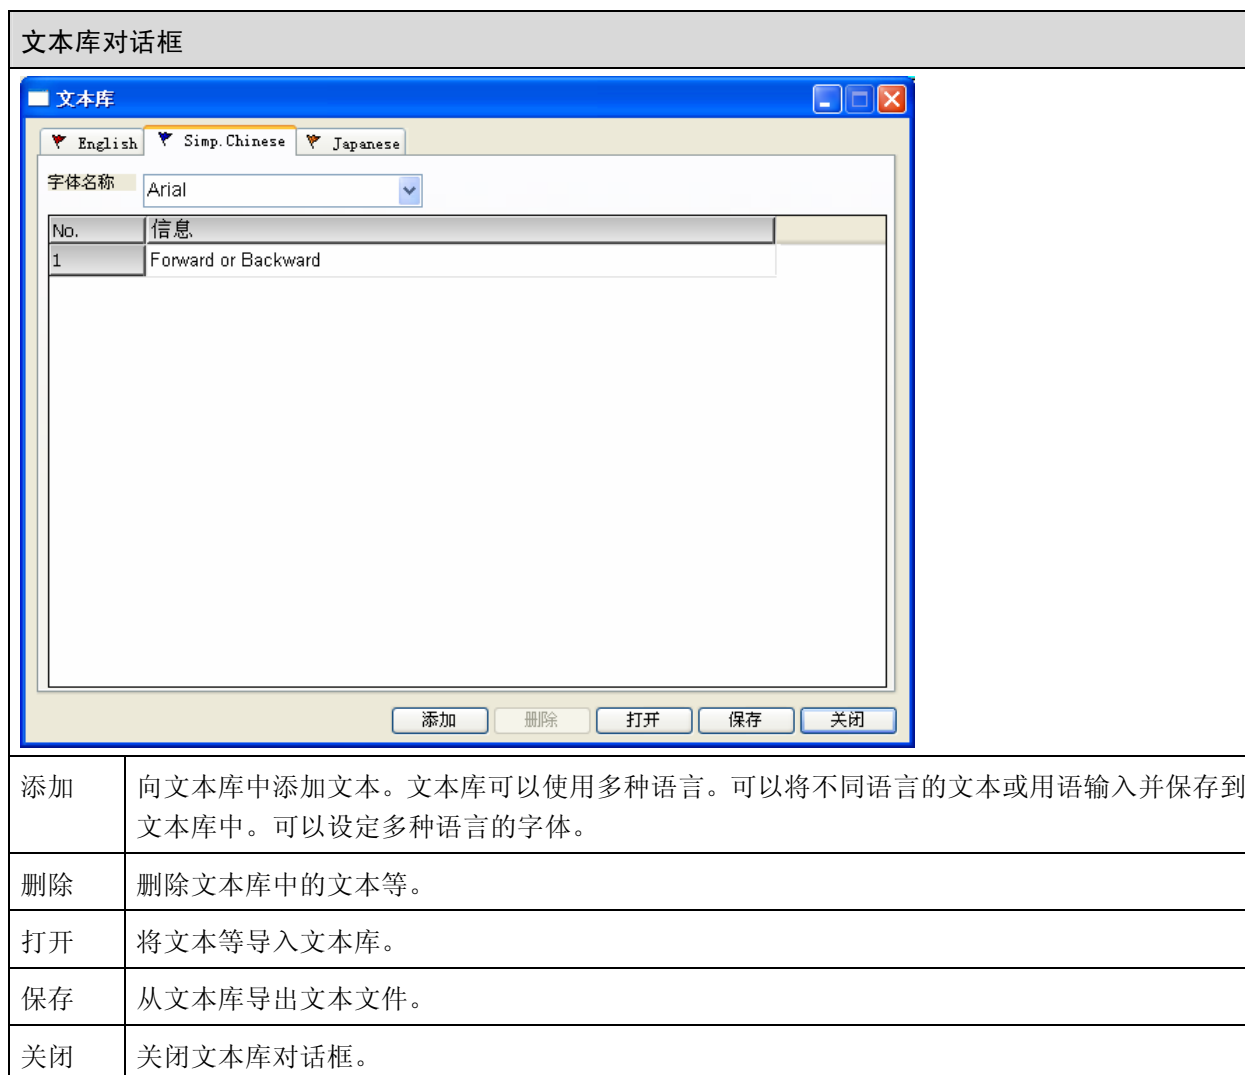 文本库对话框
文本库
English Simp.Chinese Japanese
字体名称 Arial
No. 信息
1 Forward or Backward
添加 删除 打开 保存 关闭
添加 向文本库中添加文本。文本库可以使用多种语言。可以将不同语言的文本或用语输入并保存到
文本库中。可以设定多种语言的字体。
删除 删除文本库中的文本等。
打开 将文本等导入文本库。
保存 从文本库导出文本文件。
关闭 关闭文本库对话框。